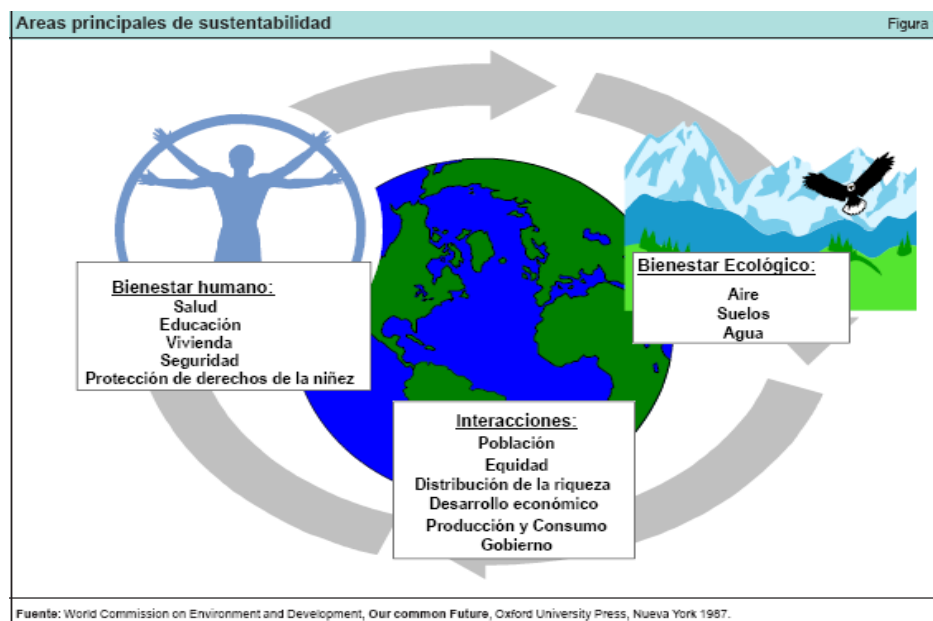 Areas principales de sustentabilidad
Figura
Bienestar humano:
Salud
Educación
Vivienda
Seguridad
Protección de derechos de la niñez
Bienestar Ecológico:
Aire
Suelos
Agua
Interacciones:
Población
Equidad
Distribución de la riqueza
Desarrollo económico
Producción y Consumo
Gobierno
Fuente: World Commission on Environment and Development, Our common Future, Oxford University Press, Nueva York 1987.